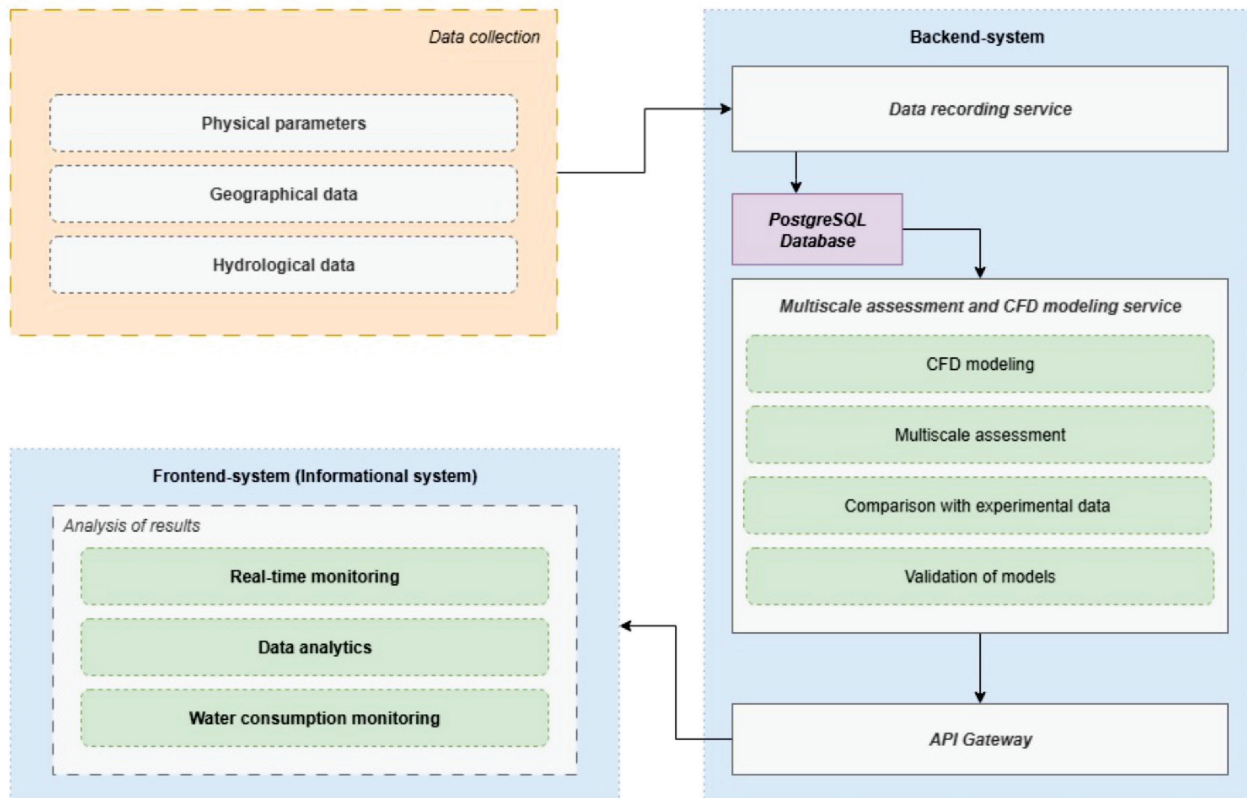 Data collection
Physical parameters
Geographical data
Hydrological data
Backend-system
Data recording service
PostgreSQL
Database
Multiscale assessment and CFD modeling service
CFD modeling
Multiscale assessment
Comparison with experimental data
Validation of models
API Gateway
Frontend-system (Informational system)
Analysis of results
Real-time monitoring
Data analytics
Water consumption monitoring